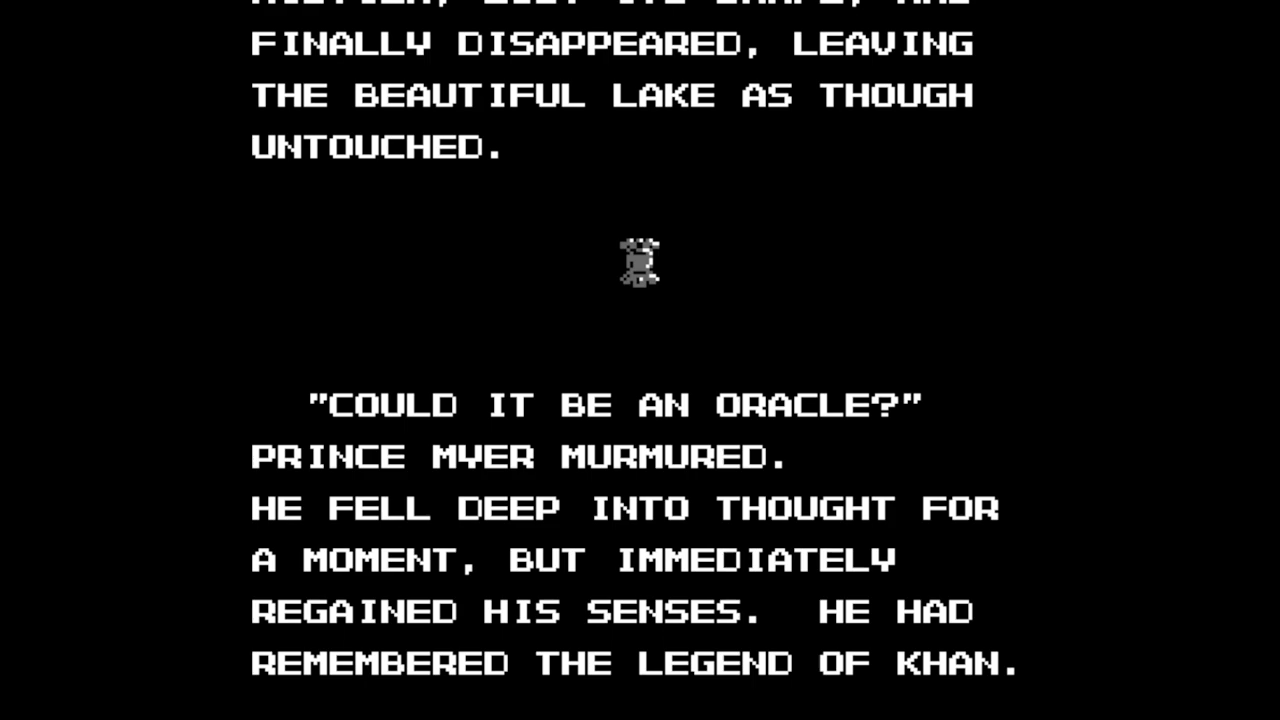 FINALLY DISAPPEARED, LEAVING
THE BEAUTIFUL LAKE AS THOUGH
UNTOUCHED.
"COULD IT BE AN ORACLE?"
PRINCE MYER MURMURED.
HE FELL DEEP INTO THOUGHT FOR
A MOMENT, BUT IMMEDIATELY
REGAINED HIS SENSES.  HE HAD
REMEMBERED THE LEGEND OF KHAN.